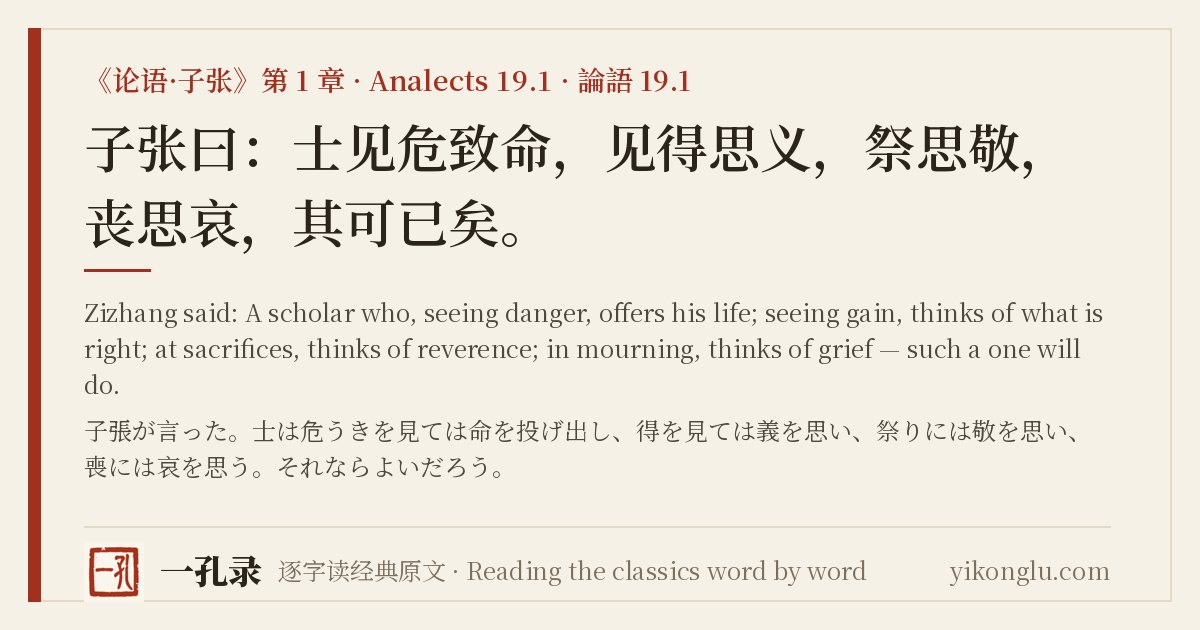 《论语·子张》第 1 章 · Analects 19.1 · 論語 19.1
子张曰：士见危致命，见得思义，祭思敬，
丧思哀，其可已矣。
Zizhang said: A scholar who, seeing danger, offers his life; seeing gain, thinks of what is
right; at sacrifices, thinks of reverence; in mourning, thinks of grief — such a one will
do.
子張が言った。士は危うきを見ては命を投げ出し、得を見ては義を思い、祭りには敬を思い、
喪には哀を思う。それならよいだろう。
一孔
一孔录 逐字读经典原文 · Reading the classics word by word yikonglu.com